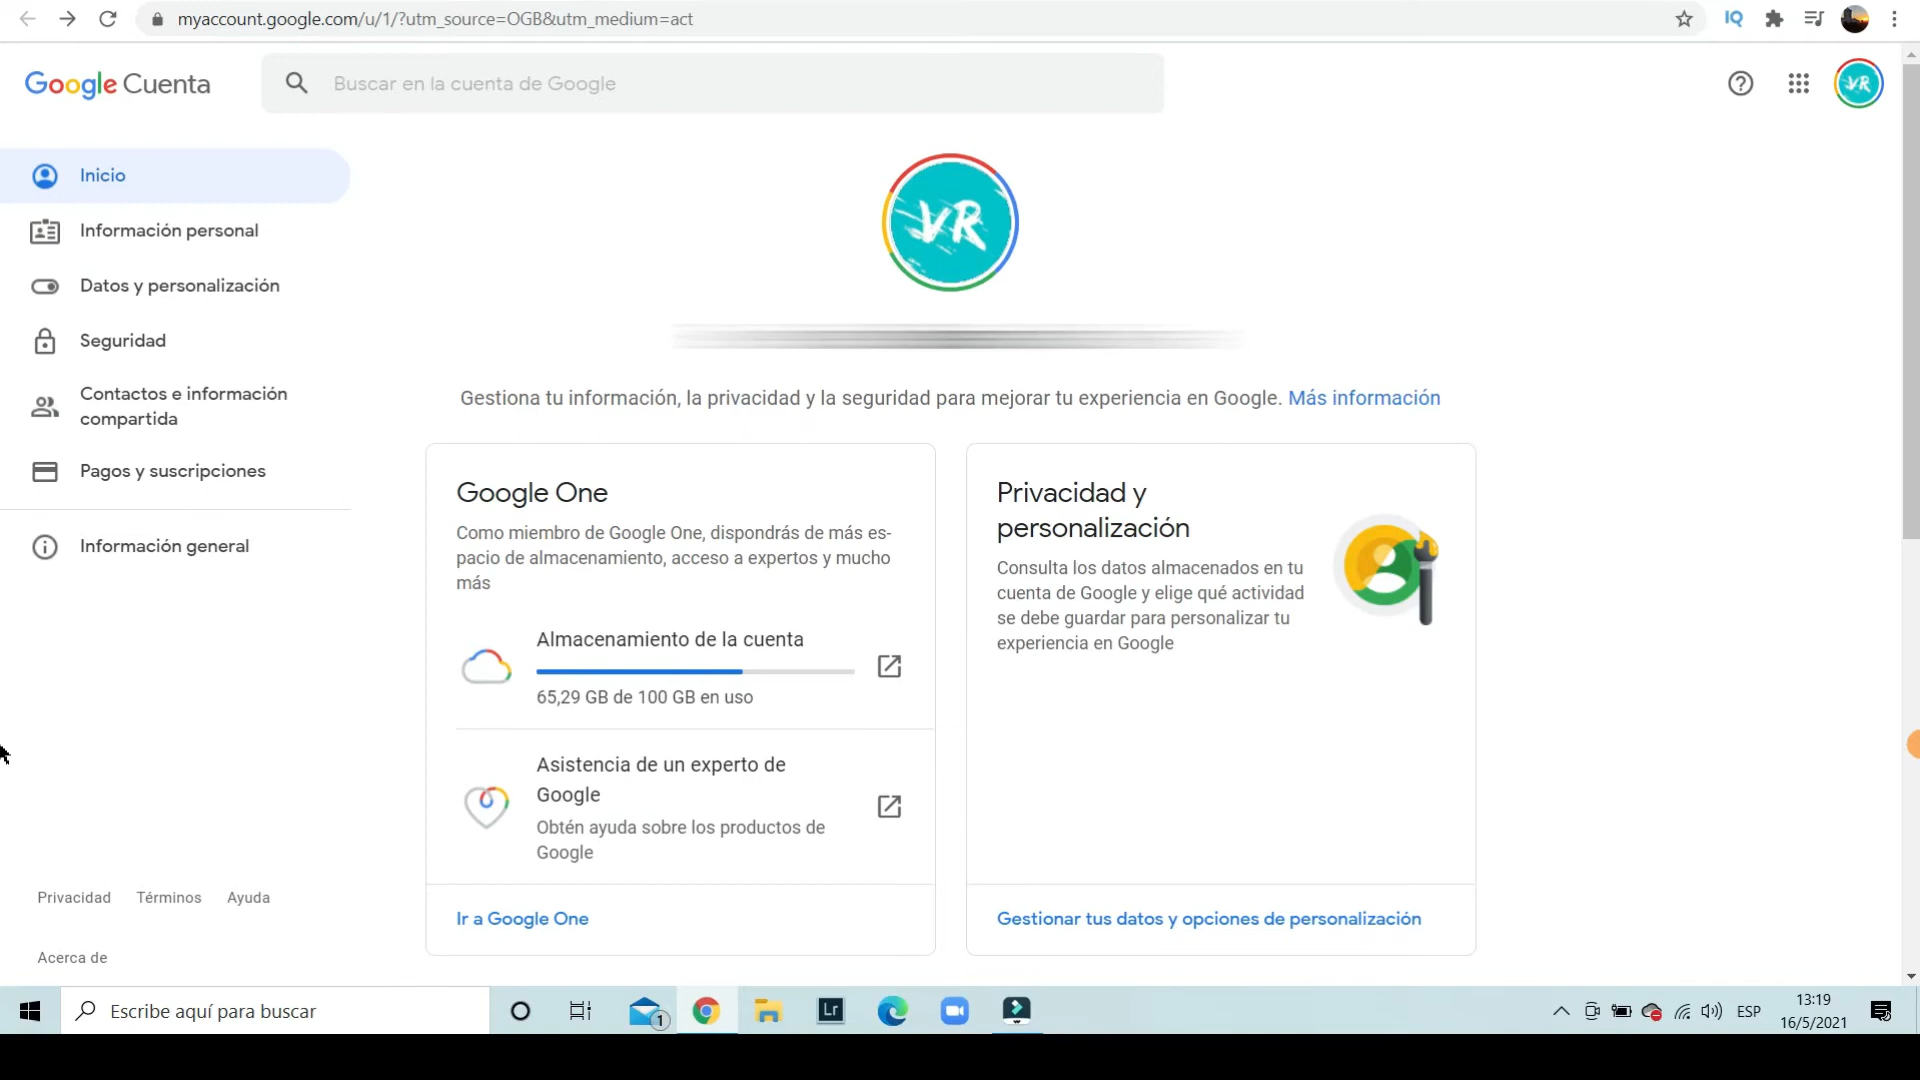 myaccount.google.com/u/1/?utm_source=OGB&utm_medium=act
IQ
Google Cuenta
Buscar en la cuenta de Google
VR
Inicio
Información personal
Datos y personalización
Seguridad
Contactos e información
compartida
Pagos y suscripciones
Información general
VR
Gestiona tu información, la privacidad y la seguridad para mejorar tu experiencia en Google. Más información
Google One
Como miembro de Google One, dispondrás de más es-
pacio de almacenamiento, acceso a expertos y mucho
más
Almacenamiento de la cuenta
65,29 GB de 100 GB en uso
Asistencia de un experto de
Google
Obtén ayuda sobre los productos de
Google
Ir a Google One
Privacidad y
personalización
Consulta los datos almacenados en tu
cuenta de Google y elige qué actividad
se debe guardar para personalizar tu
experiencia en Google
Gestionar tus datos y opciones de personalización
Privacidad Términos Ayuda
Acerca de
Escribe aquí para buscar
1
Lr
ESP
13:19
16/5/2021